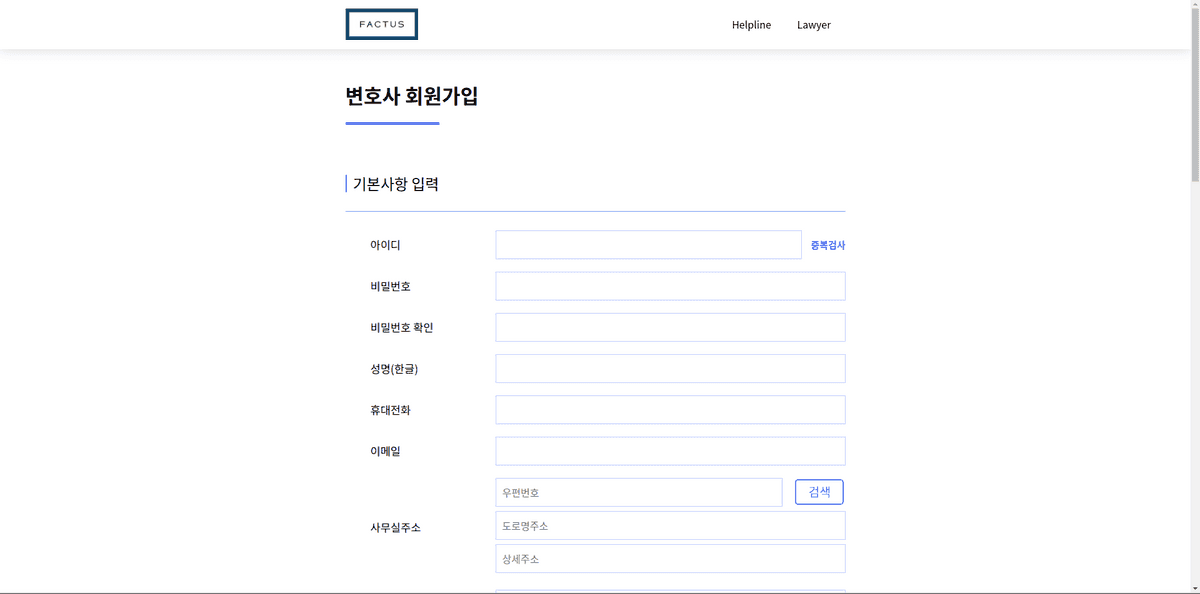 FACTUS
Helpline Lawyer
변호사 회원가입
기본사항 입력
아이디 중복검사
비밀번호
비밀번호 확인
성명(한글)
휴대전화
이메일
우편번호 검색
사무실주소 도로명주소
상세주소